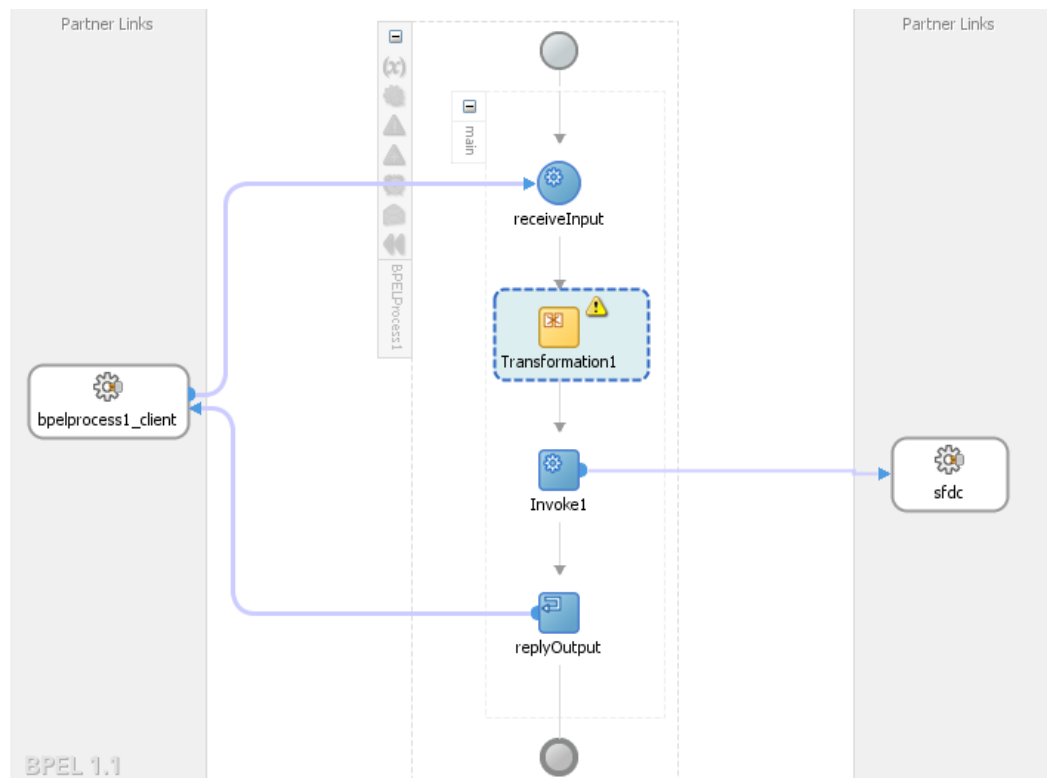 Partner Links
Partner Links
(x)
main
receiveInput
BPELProcess1
Transformation1
bpelprocess1_client
Invoke1
sfdc
replyOutput
BPEL 1.1